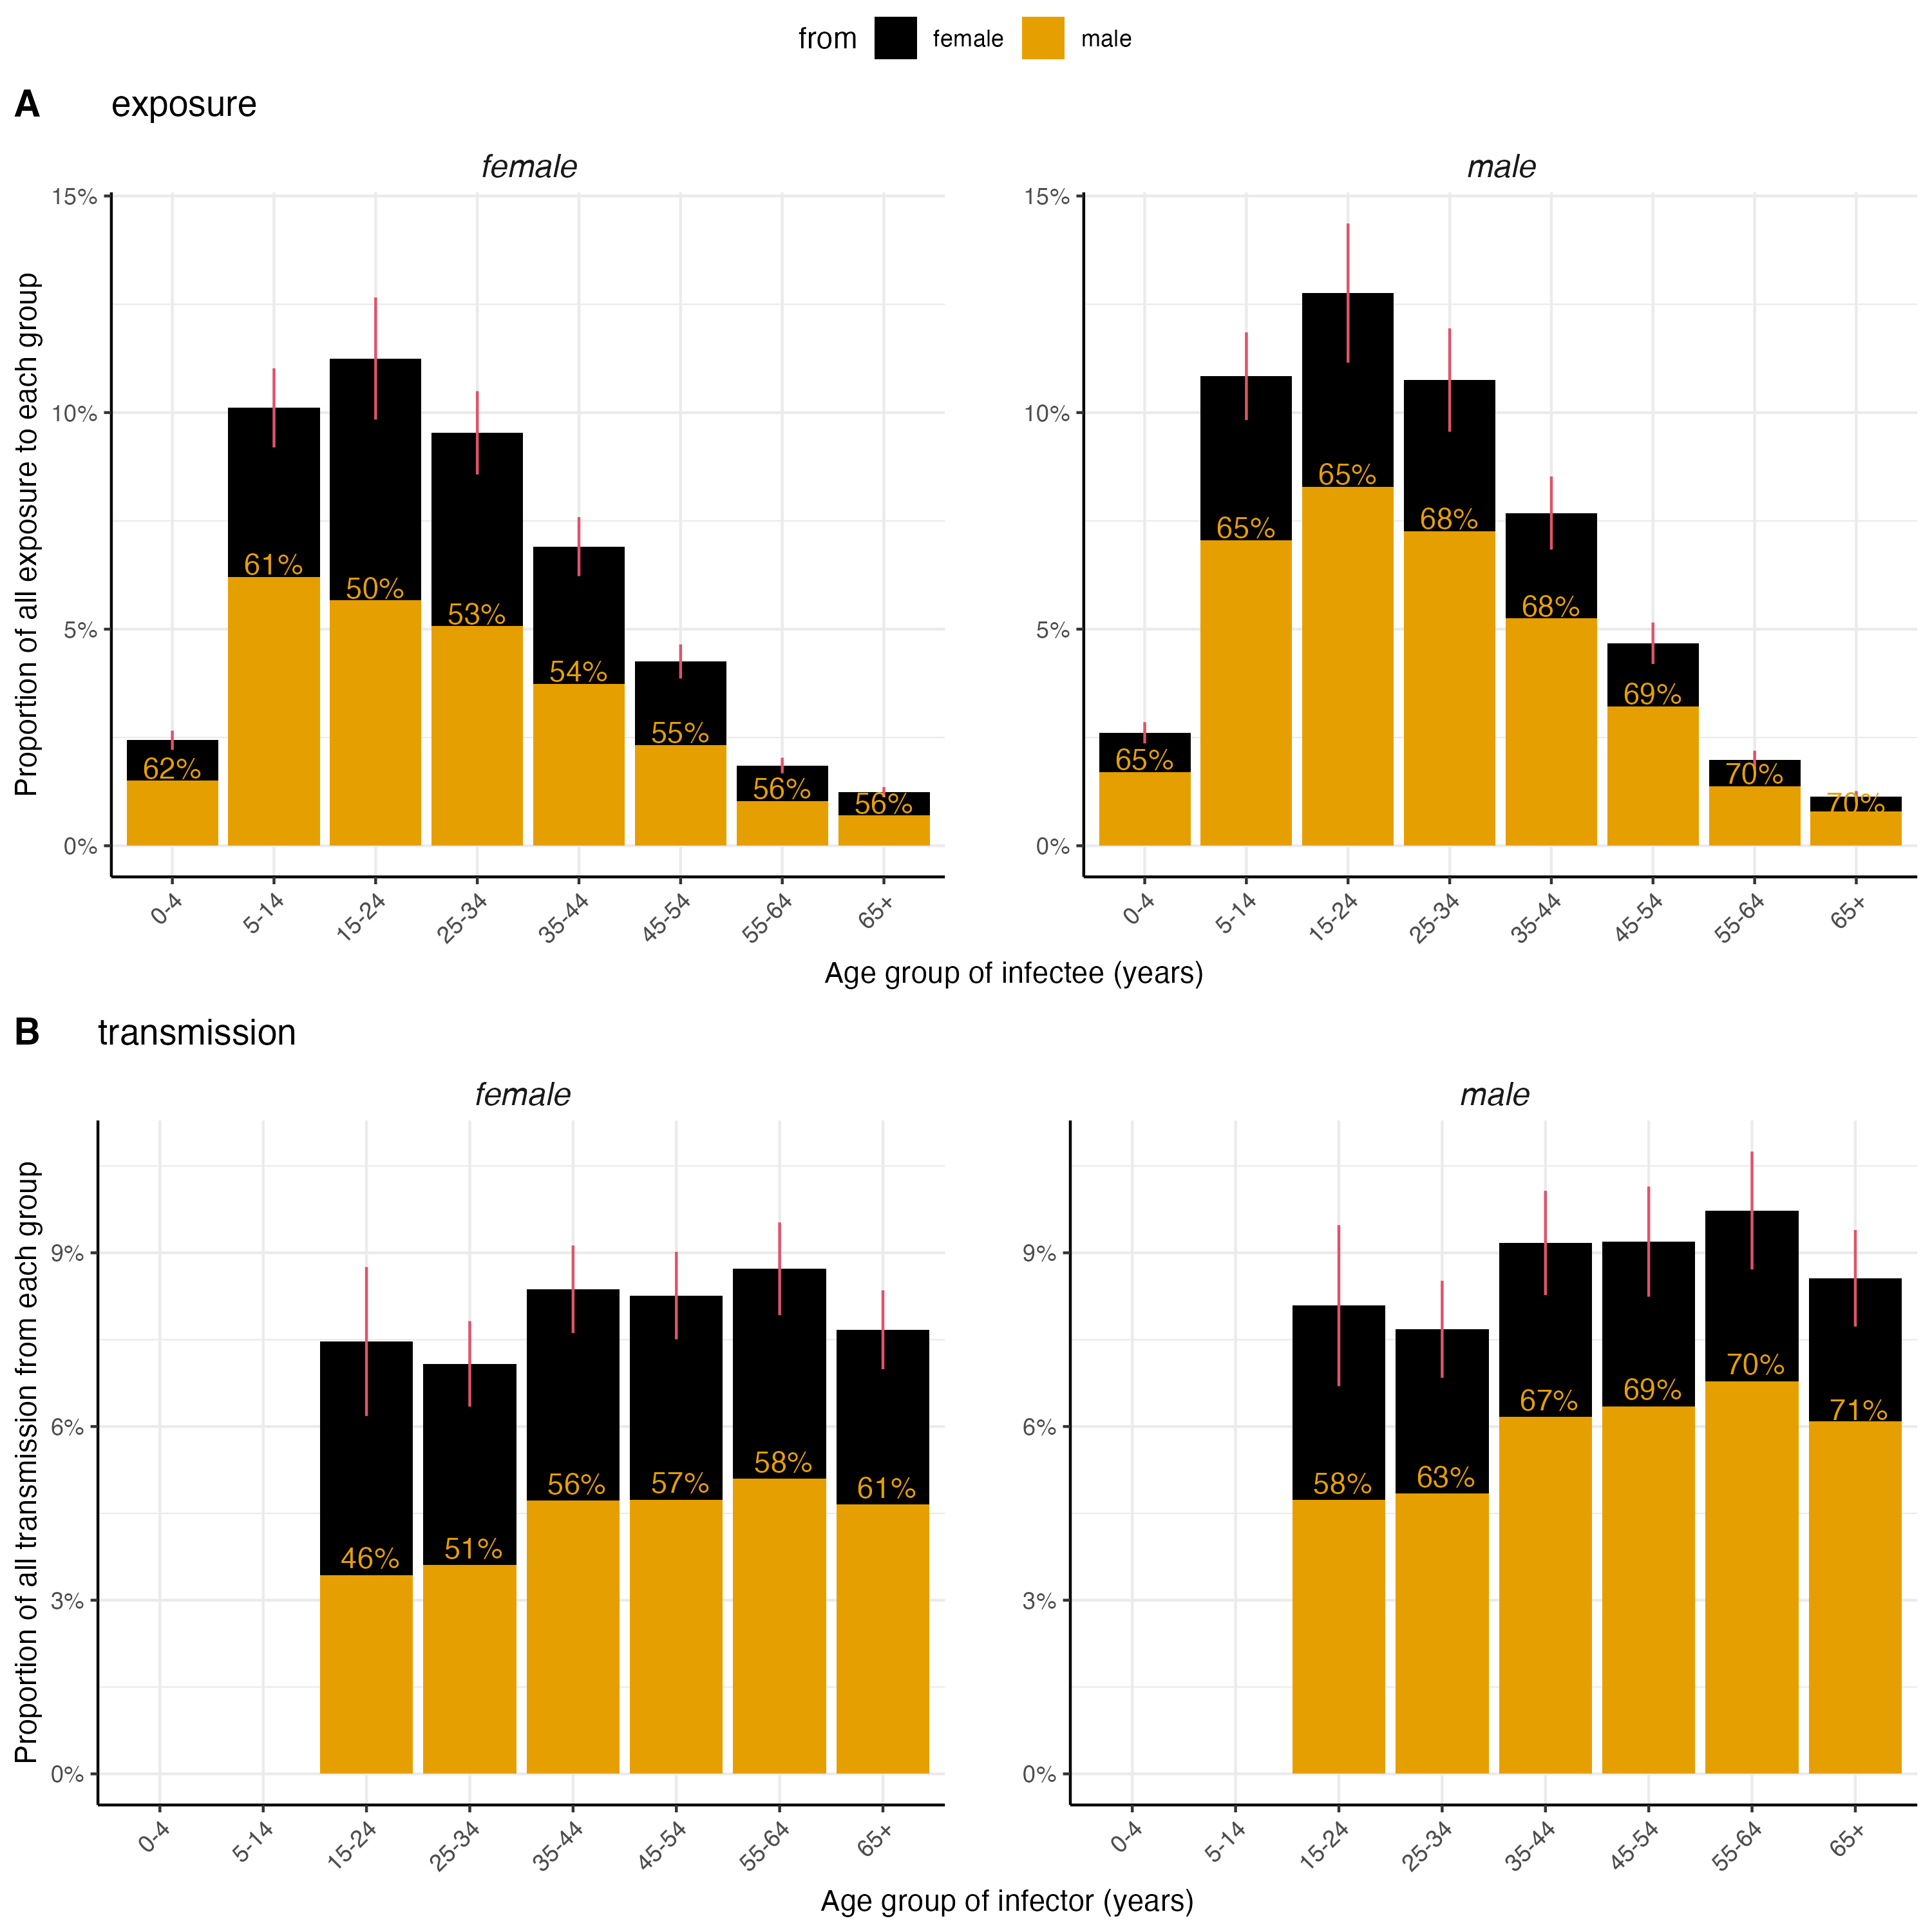 from female male
A exposure
female male
Proportion of all exposure to each group
15% 15%
10% 10%
5% 5%
0% 0%
62% 61% 50% 53% 54% 55% 56% 56%
65% 65% 65% 68% 68% 69% 70% 70%
0-4 5-14 15-24 25-34 35-44 45-54 55-64 65+
0-4 5-14 15-24 25-34 35-44 45-54 55-64 65+
Age group of infectee (years)
B transmission
female male
Proportion of all transmission from each group
9% 9%
6% 6%
3% 3%
0% 0%
46% 51% 56% 57% 58% 61%
58% 63% 67% 69% 70% 71%
0-4 5-14 15-24 25-34 35-44 45-54 55-64 65+
0-4 5-14 15-24 25-34 35-44 45-54 55-64 65+
Age group of infector (years)